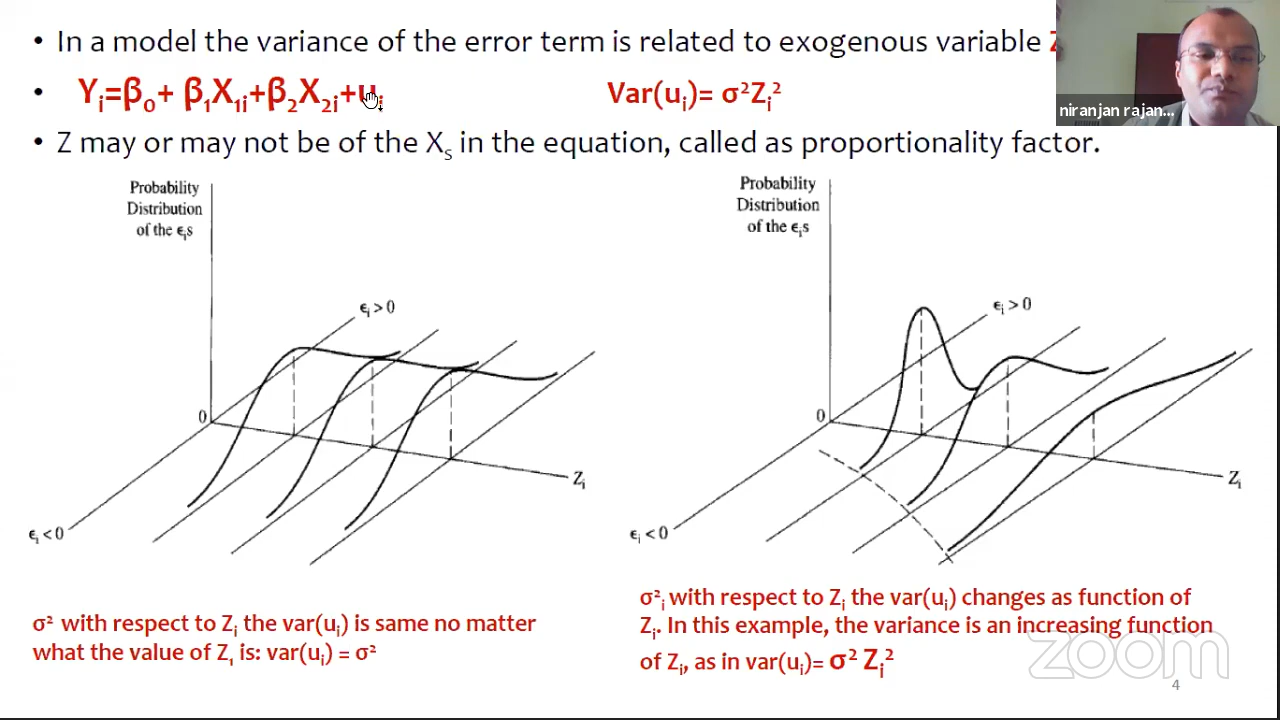 • In a model the variance of the error term is related to exogenous variable Z
• Yᵢ=β₀+ β₁X₁ᵢ+β₂X₂ᵢ+uᵢ Var(uᵢ)= σ²Zᵢ²
niranjan rajan...
• Z may or may not be of the Xₛ in the equation, called as proportionality factor.
Probability
Distribution
of the ϵᵢs
ϵᵢ > 0
0
Zᵢ
ϵᵢ < 0
Probability
Distribution
of the ϵᵢs
ϵᵢ > 0
0
Zᵢ
ϵᵢ < 0
σ² with respect to Zᵢ the var(uᵢ) is same no matter
what the value of Z₁ is: var(uᵢ) = σ²
σ²ᵢ with respect to Zᵢ the var(uᵢ) changes as function of
Zᵢ. In this example, the variance is an increasing function
of Zᵢ, as in var(uᵢ)= σ² Zᵢ²
zoom
4